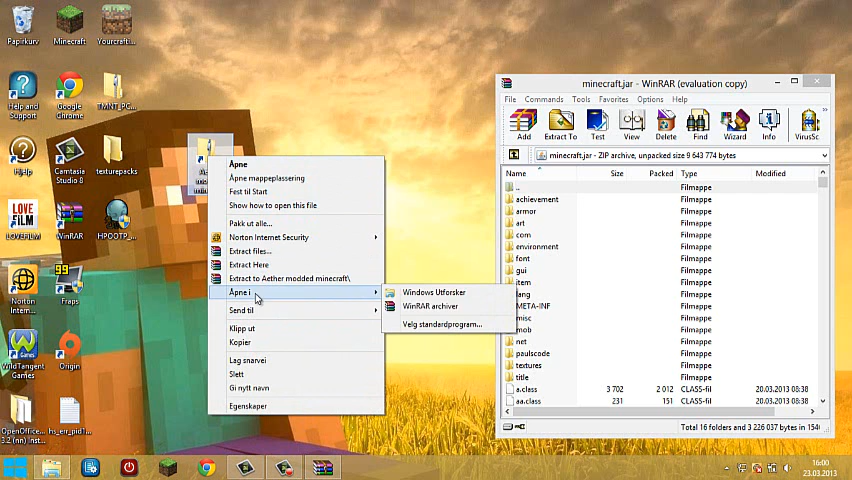 Papirkurv
Minecraft
Yourcrafti...
Help and Support
Google Chrome
TMNT_PC...
Hjelp
Camtasia Studio 8
texturepacks
LOVE FiLM
LOVEFILM
WinRAR
HPOOTP_...
Norton Intern...
99
Fraps
WildTangent Games
Origin
OpenOffice... 3.2 (nn) Inst...
hs_err_pid1...
Åpne
Åpne mappeplassering
Fest til Start
Show how to open this file
Pakk ut alle...
Norton Internet Security
Extract files...
Extract Here
Extract to Aether modded minecraft\
Åpne i
Send til
Klipp ut
Kopier
Lag snarvei
Slett
Gi nytt navn
Egenskaper
Windows Utforsker
WinRAR archiver
Velg standardprogram...
minecraft.jar - WinRAR (evaluation copy)
File Commands Tools Favorites Options Help
Add Extract To Test View Delete Find Wizard Info VirusSc
minecraft.jar - ZIP archive, unpacked size 9 643 774 bytes
Name Size Packed Type Modified
.. Filmappe
achievement Filmappe
armor Filmappe
art Filmappe
com Filmappe
environment Filmappe
font Filmappe
gui Filmappe
item Filmappe
lang Filmappe
META-INF Filmappe
misc Filmappe
mob Filmappe
net Filmappe
paulscode Filmappe
textures Filmappe
title Filmappe
a.class 3 702 2 012 CLASS-fil 20.03.2013 08:38
aa.class 231 151 CLASS-fil 20.03.2013 08:38
Total 16 folders and 3 226 037 bytes in 154
16:00
23.03.2013